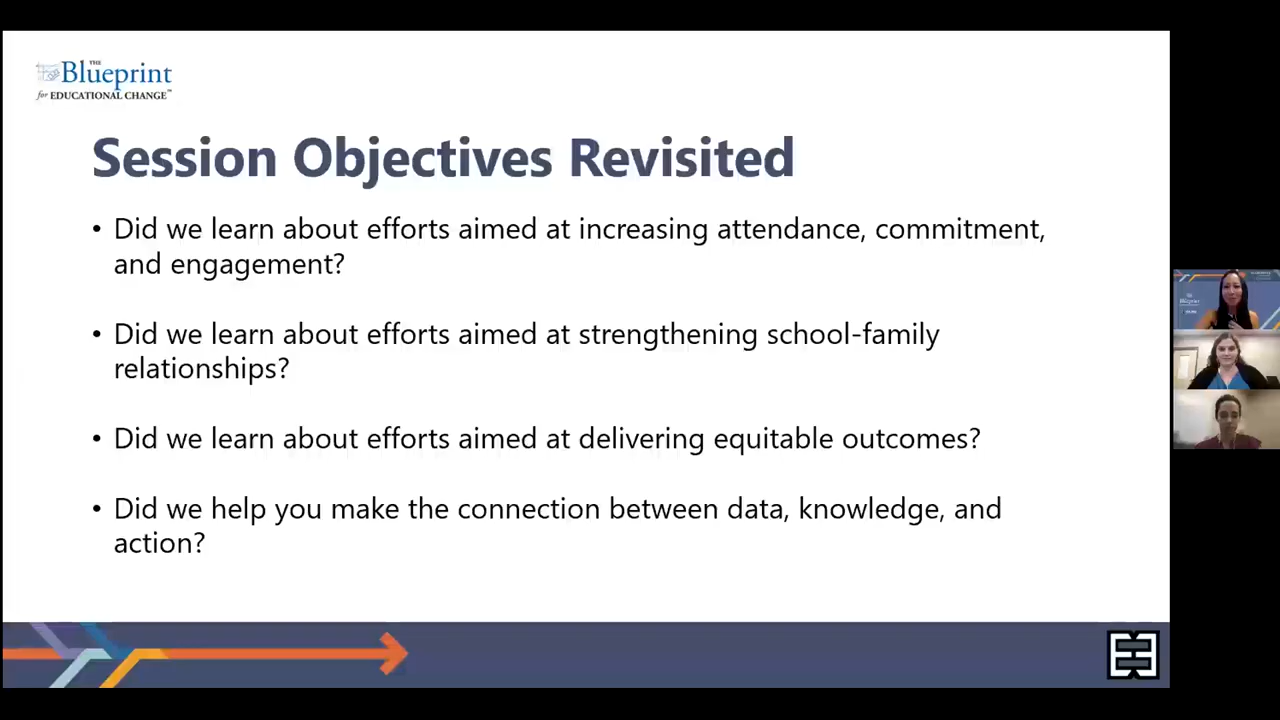 THE
Blueprint
for EDUCATIONAL CHANGE™
Session Objectives Revisited
• Did we learn about efforts aimed at increasing attendance, commitment,
and engagement?
• Did we learn about efforts aimed at strengthening school-family
relationships?
• Did we learn about efforts aimed at delivering equitable outcomes?
• Did we help you make the connection between data, knowledge, and
action?